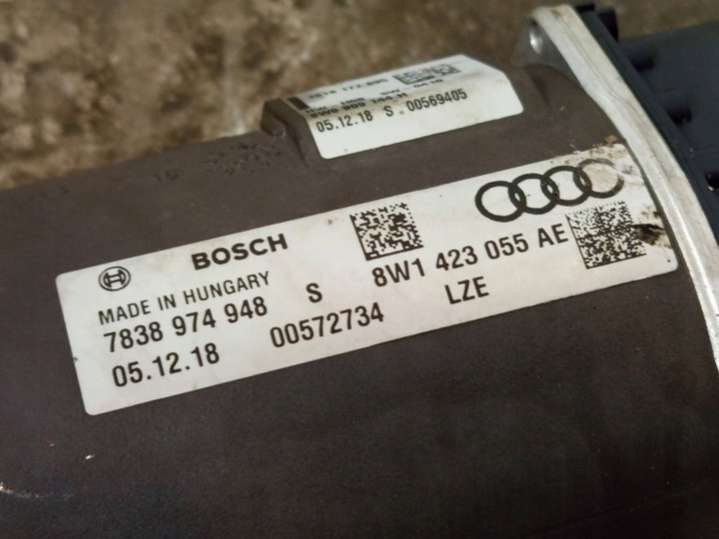 05.12.18 S 00569405
BOSCH
MADE IN HUNGARY
7838 974 948 S 8W1 423 055 AE
05.12.18 00572734 LZE